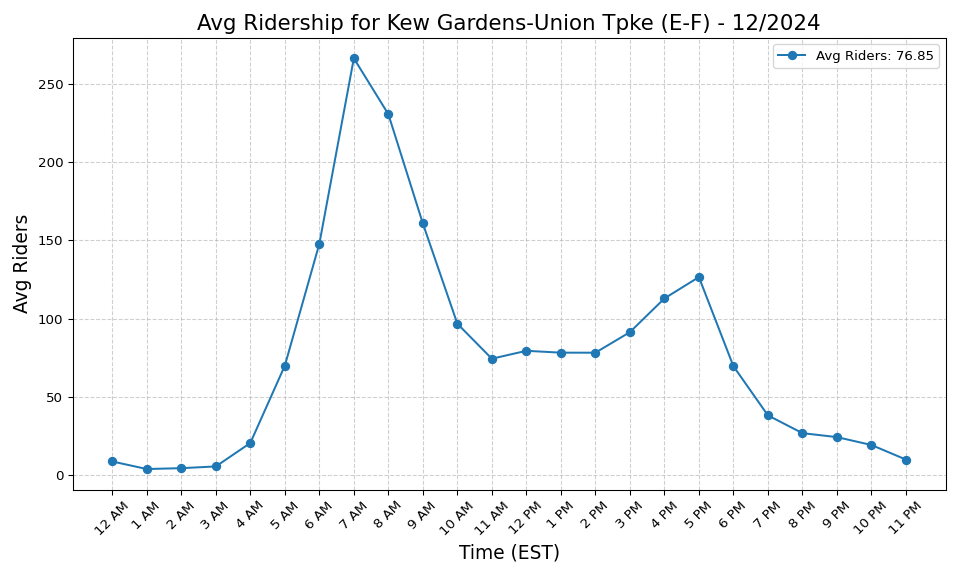 Avg Ridership for Kew Gardens-Union Tpke (E-F) - 12/2024
Avg Riders: 76.85
Avg Riders
250
200
150
100
50
0
12 AM
1 AM
2 AM
3 AM
4 AM
5 AM
6 AM
7 AM
8 AM
9 AM
10 AM
11 AM
12 PM
1 PM
2 PM
3 PM
4 PM
5 PM
6 PM
7 PM
8 PM
9 PM
10 PM
11 PM
Time (EST)